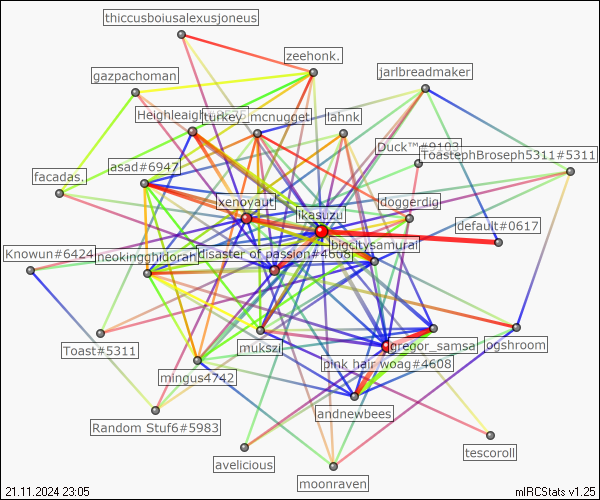 thiccusboiusalexusjoneus
zeehonk.
gazpachoman
jarlbreadmaker
Heighleaigh
turkey_mcnugget
lahnk
Duck™#9103
ToastephBroseph5311#5311
asad#6947
facadas.
xenoyaut
ikasuzu
doggerdig
default#0617
bigcitysamurai
Knowun#6424
neokingghidorah
disaster of passion#4608
mukszi
gregor_samsa
ogshroom
Toast#5311
pink hair woag#4608
mingus4742
andnewbees
Random Stuf6#5983
tescoroll
avelicious
moonraven
21.11.2024 23:05
mIRCStats v1.25